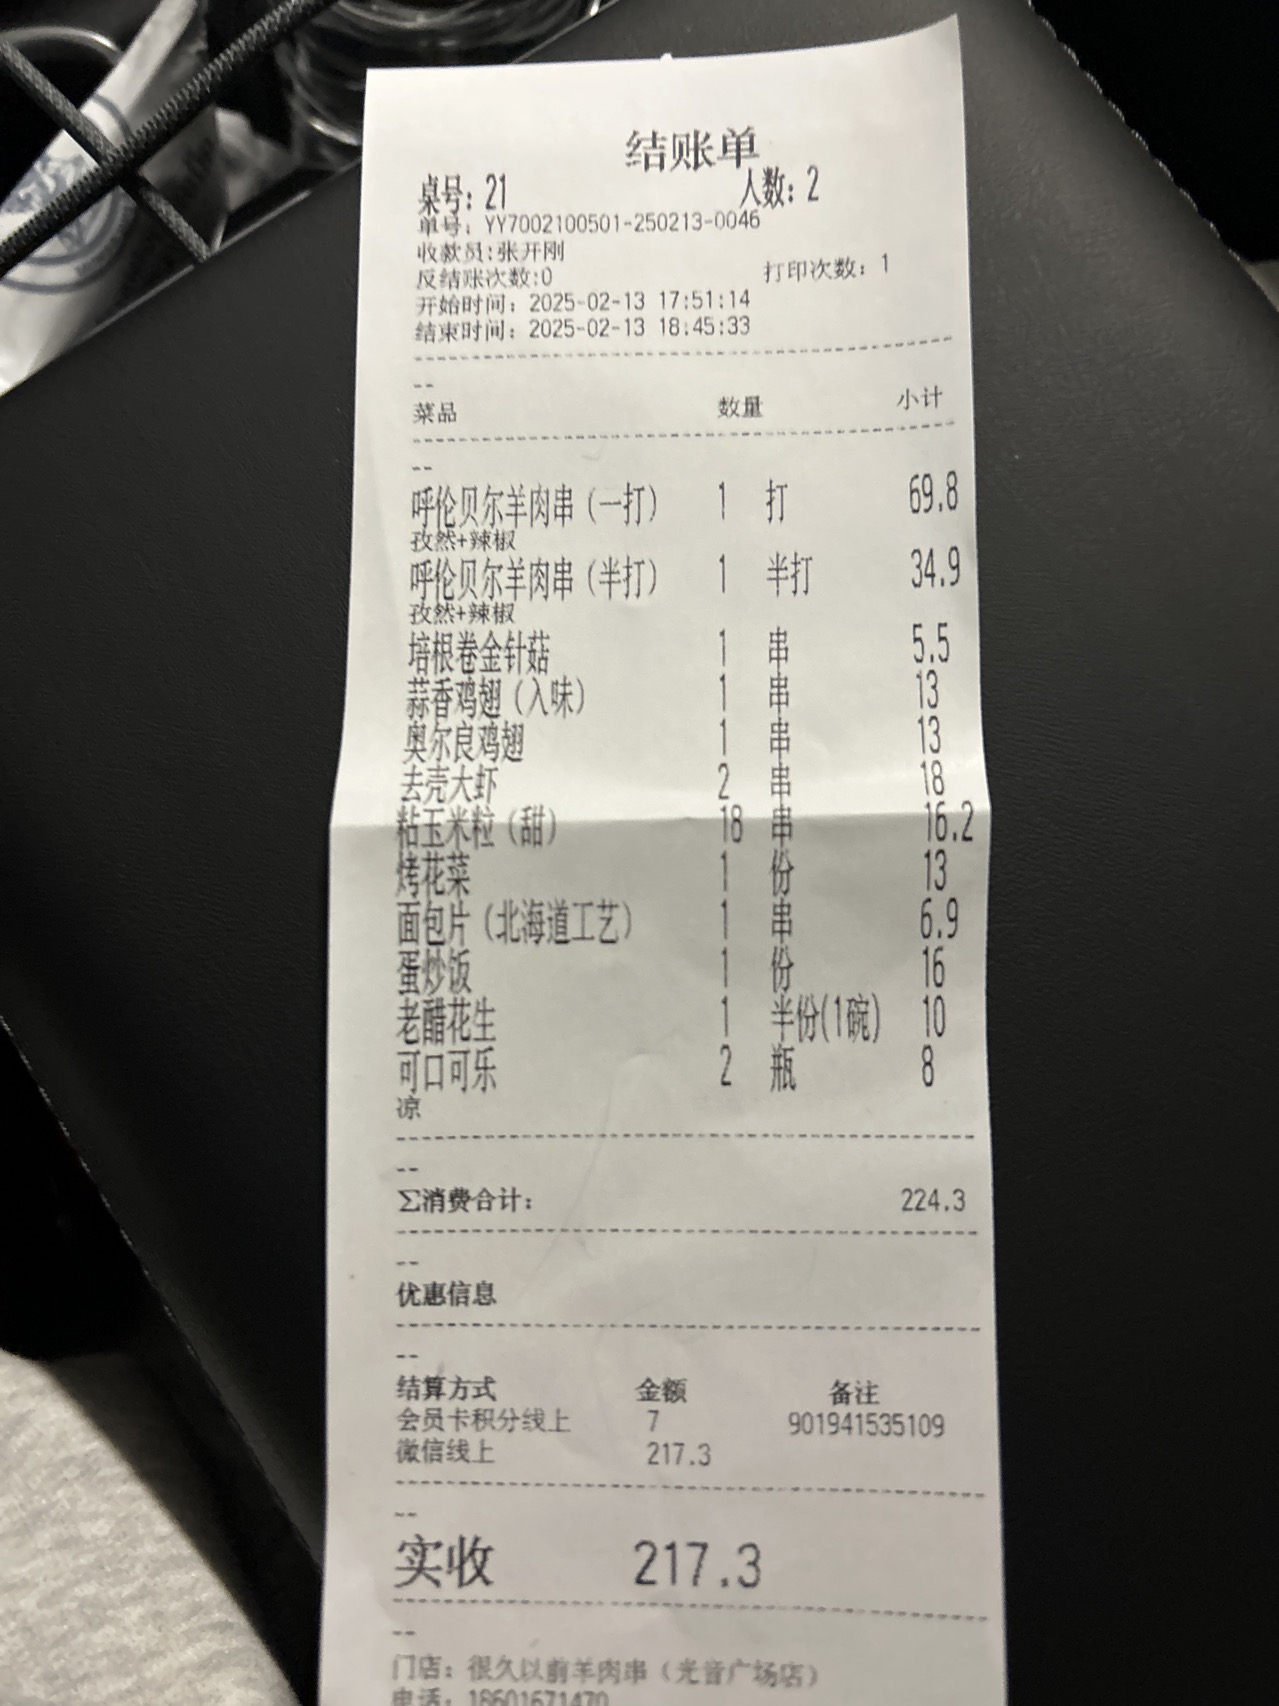 结账单
桌号: 21 人数: 2
单号: YY7002100501-250213-0046
收款员:张开刚
反结账次数:0 打印次数: 1
开始时间: 2025-02-13 17:51:14
结束时间: 2025-02-13 18:45:33
--
菜品 数量 小计
--
呼伦贝尔羊肉串(一打) 1 打 69.8
孜然+辣椒
呼伦贝尔羊肉串(半打) 1 半打 34.9
孜然+辣椒
培根卷金针菇 1 串 5.5
蒜香鸡翅(入味) 1 串 13
奥尔良鸡翅 1 串 13
去壳大虾 2 串 18
粘玉米粒(甜) 18 串 16.2
烤花菜 1 份 13
面包片(北海道工艺) 1 串 6.9
蛋炒饭 1 份 16
老醋花生 1 半份(1碗) 10
可口可乐 2 瓶 8
凉
--
∑消费合计: 224.3
--
优惠信息
--
结算方式 金额 备注
会员卡积分线上 7 901941535109
微信线上 217.3
--
实收 217.3
--
门店: 很久以前羊肉串(光音广场店)
电话: 18601671470